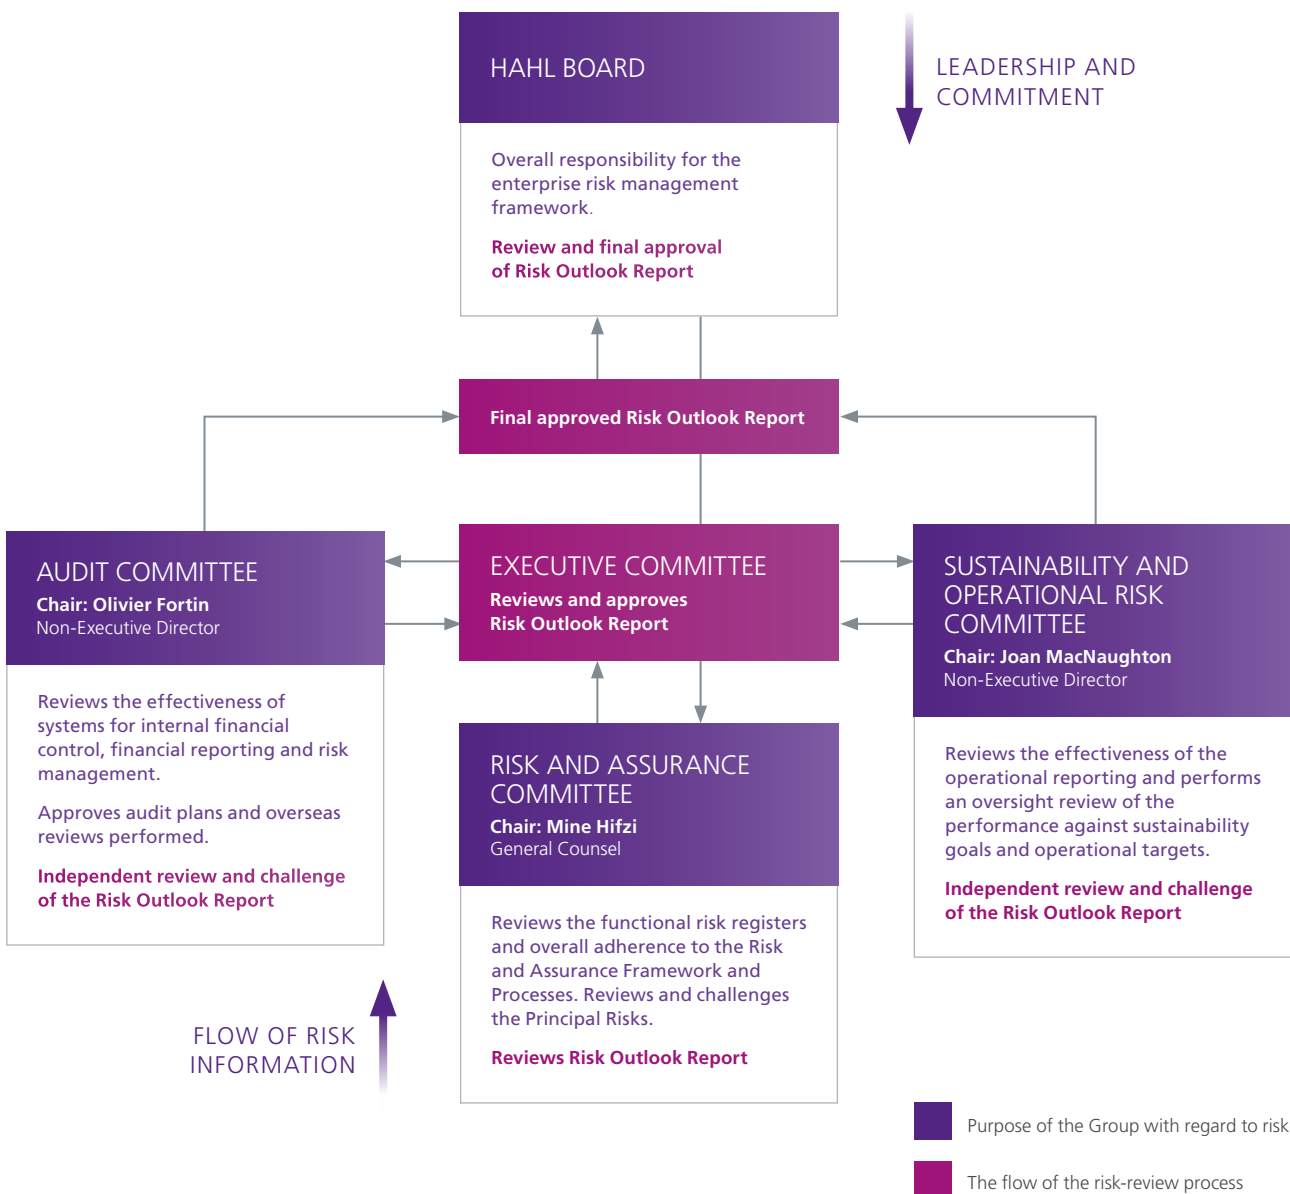 HAHL BOARD
Overall responsibility for the
enterprise risk management
framework.
Review and final approval
of Risk Outlook Report
LEADERSHIP AND
COMMITMENT
Final approved Risk Outlook Report
AUDIT COMMITTEE
Chair: Olivier Fortin
Non-Executive Director
Reviews the effectiveness of
systems for internal financial
control, financial reporting and risk
management.
Approves audit plans and overseas
reviews performed.
Independent review and challenge
of the Risk Outlook Report
EXECUTIVE COMMITTEE
Reviews and approves
Risk Outlook Report
SUSTAINABILITY AND
OPERATIONAL RISK
COMMITTEE
Chair: Joan MacNaughton
Non-Executive Director
Reviews the effectiveness of the
operational reporting and performs
an oversight review of the
performance against sustainability
goals and operational targets.
Independent review and challenge
of the Risk Outlook Report
RISK AND ASSURANCE
COMMITTEE
Chair: Mine Hifzi
General Counsel
Reviews the functional risk registers
and overall adherence to the Risk
and Assurance Framework and
Processes. Reviews and challenges
the Principal Risks.
Reviews Risk Outlook Report
FLOW OF RISK
INFORMATION
Purpose of the Group with regard to risk
The flow of the risk-review process